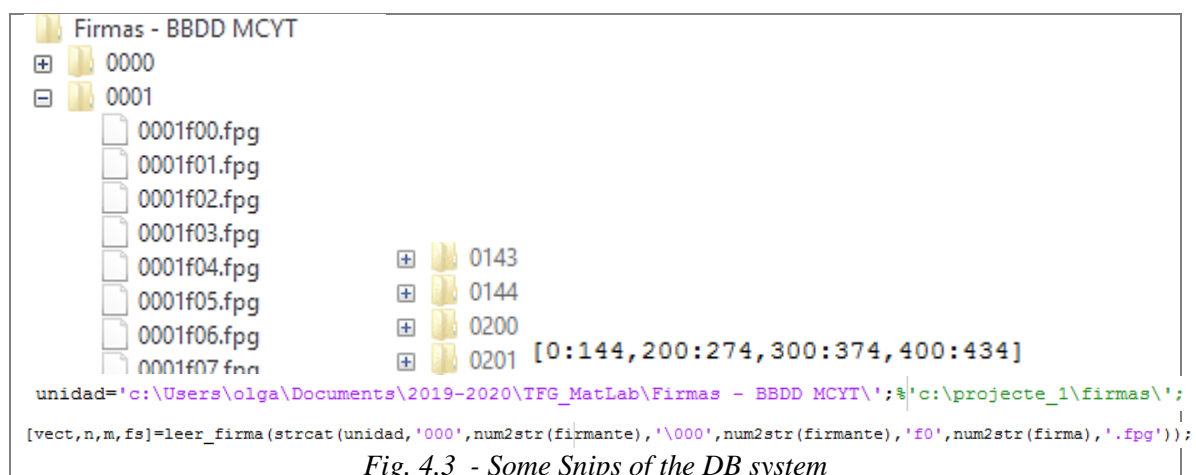 Firmas - BBDD MCYT
0000
0001
0001f00.fpg
0001f01.fpg
0001f02.fpg
0001f03.fpg
0001f04.fpg
0001f05.fpg
0001f06.fpg
0001f07.fpg
0143
0144
0200
0201
[0:144,200:274,300:374,400:434]
unidad='c:\Users\olga\Documents\2019-2020\TFG_MatLab\Firmas - BBDD MCYT\';%'c:\projecte_1\firmas\';
[vect,n,m,fs]=leer_firma(strcat(unidad,'000',num2str(firmante),'\000',num2str(firmante),'f0',num2str(firma),'.fpg'));
Fig. 4.3 - Some Snips of the DB system